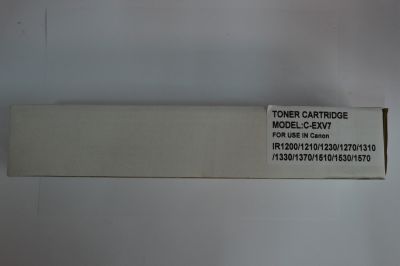 TONER CARTRIDGE
MODEL:C-EXV7
FOR USE IN Canon
IR1200/1210/1230/1270/1310
/1330/1370/1510/1530/1570